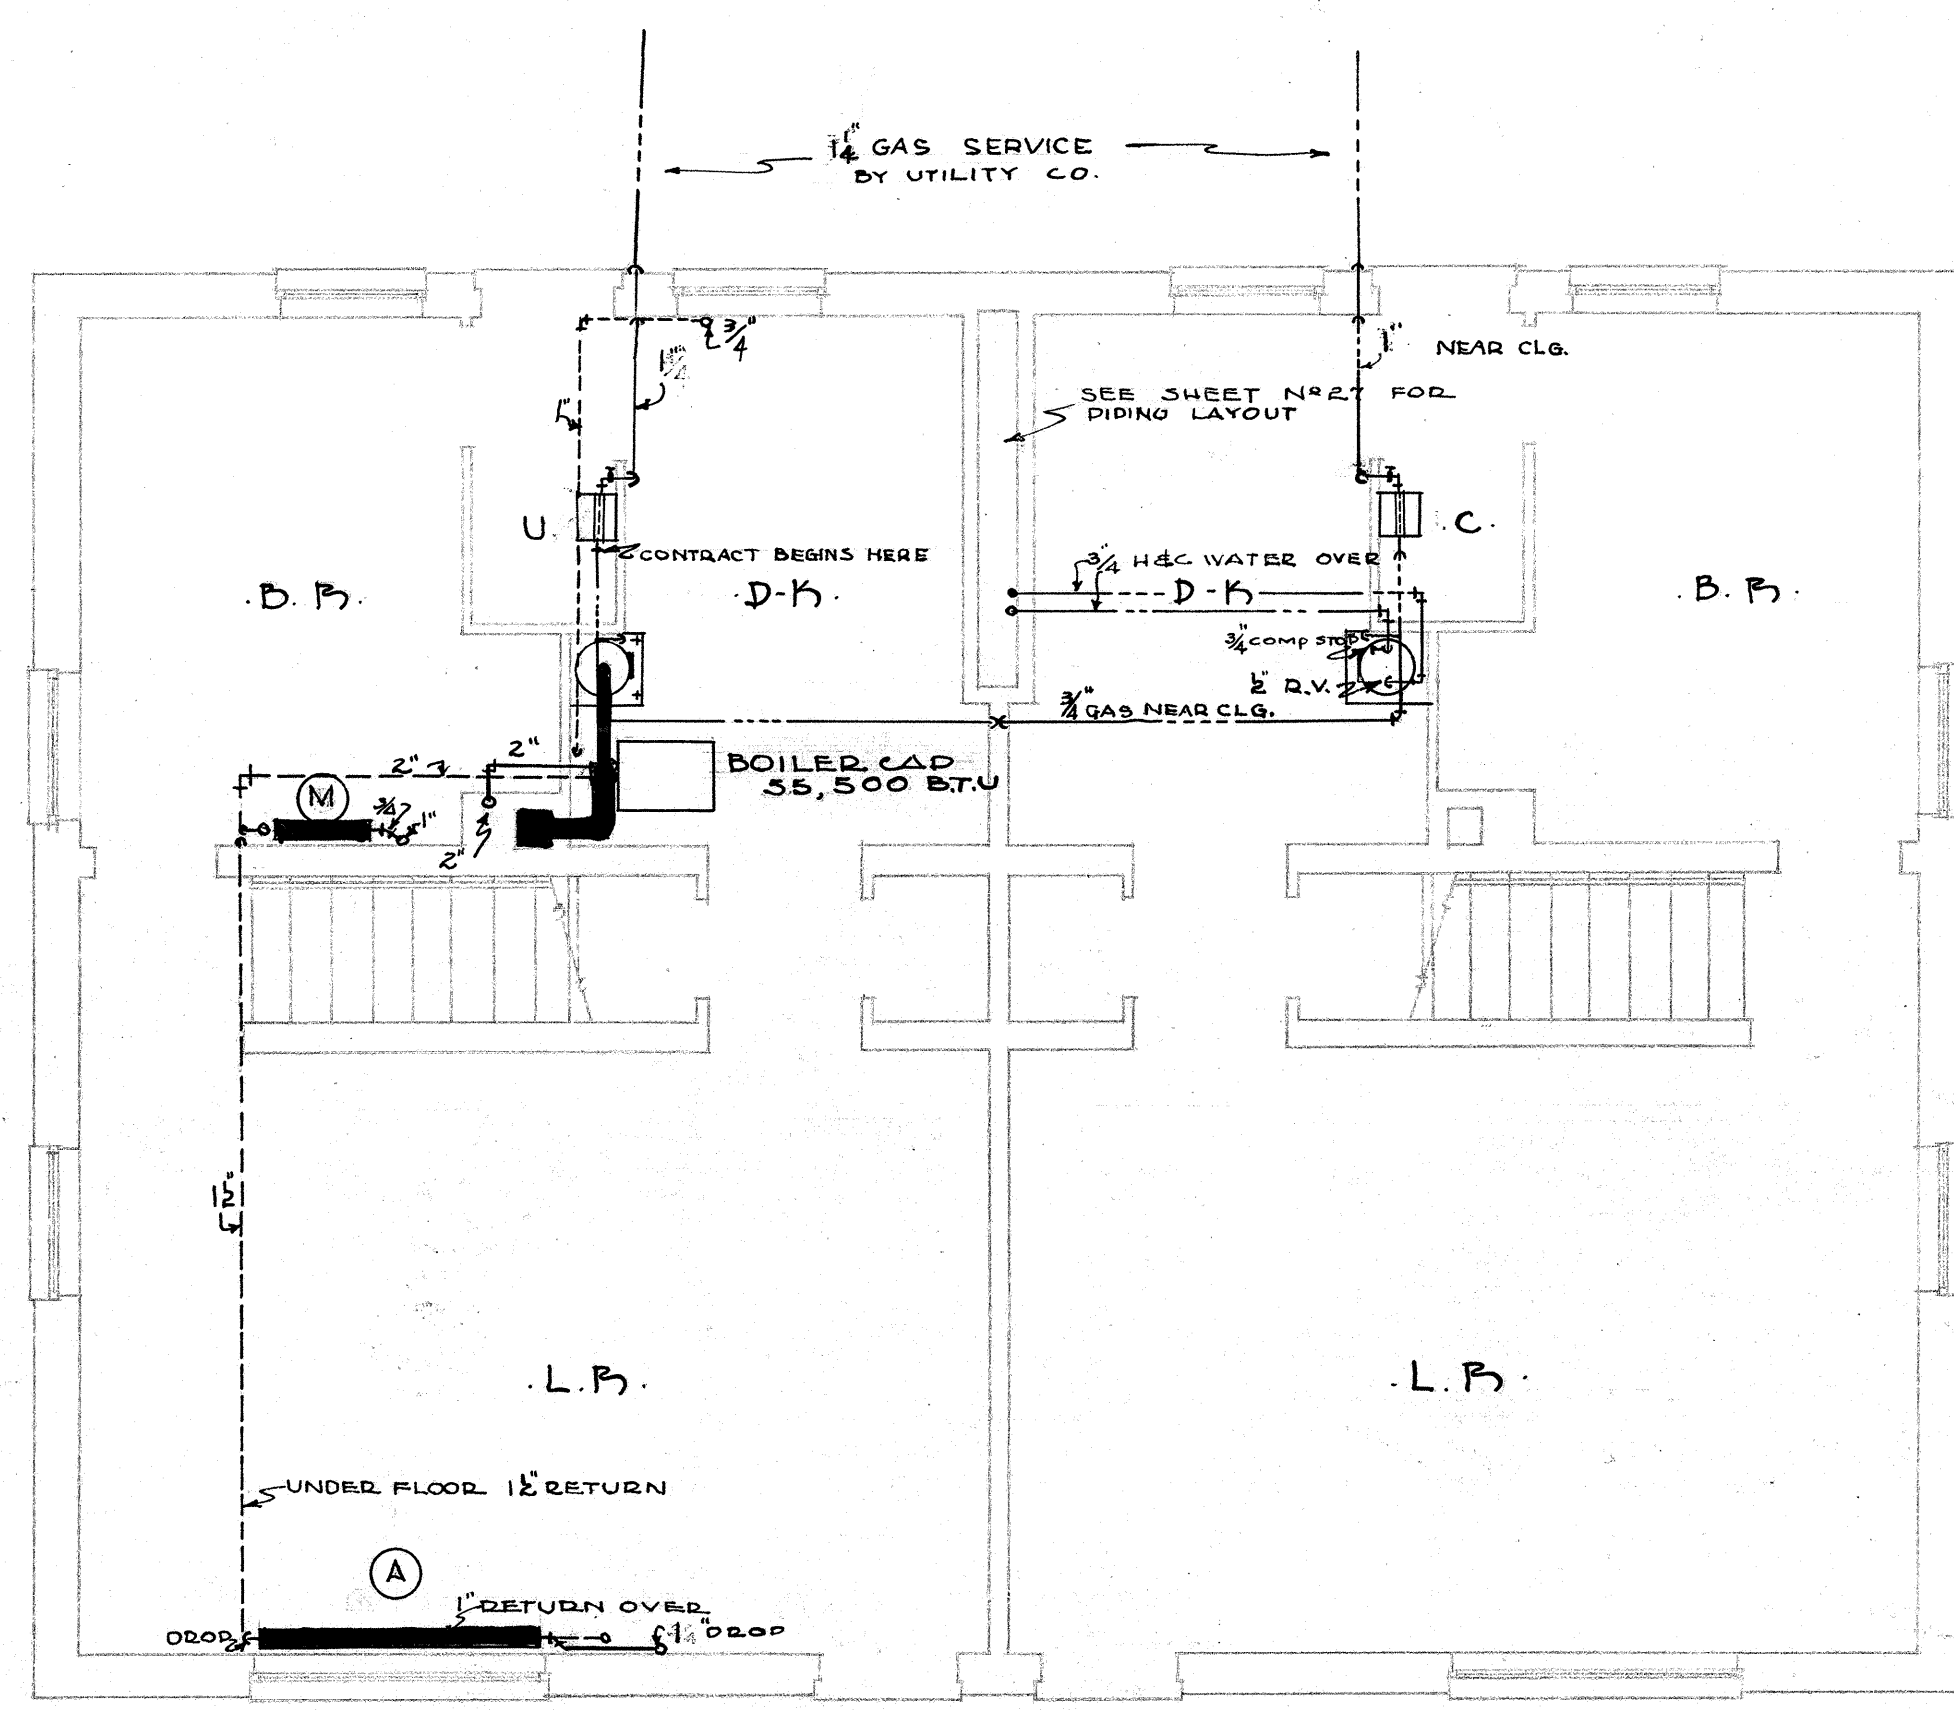 1¼" GAS SERVICE
BY UTILITY CO.
¾
1¼"
1"
NEAR CLG.
1"
SEE SHEET Nº 27 FOR
PIPING LAYOUT
U
.C.
CONTRACT BEGINS HERE
¾" H&C WATER OVER
.B.R.
.D-K.
D-K
.B.R.
¾" COMP STOP
½" R.V.
¾" GAS NEAR CLG.
2"
2"
BOILER CAP
55,500 B.T.U
M
¾
1"
2"
1½"
.L.R.
.L.R.
UNDER FLOOR 1½" RETURN
A
1" RETURN OVER
DROP
1¼" DROP